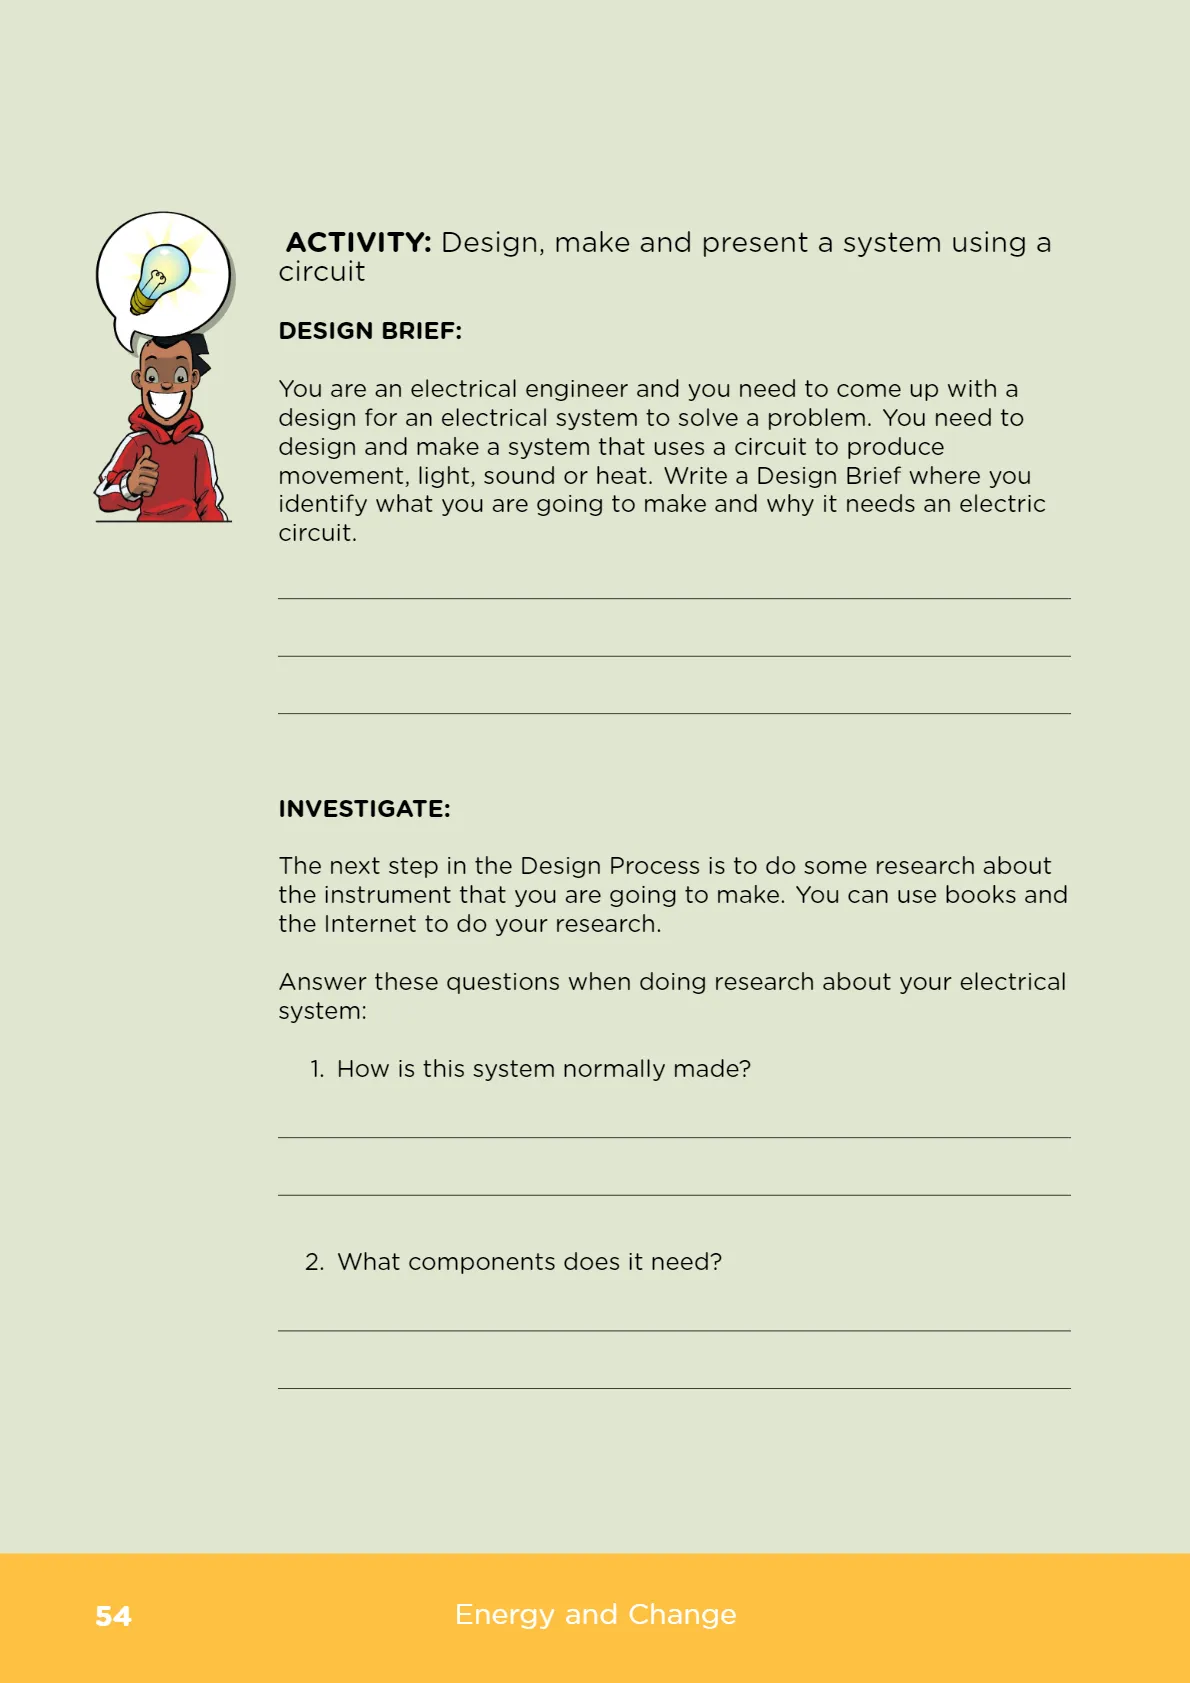 ACTIVITY: Design, make and present a system using a
circuit
DESIGN BRIEF:
You are an electrical engineer and you need to come up with a
design for an electrical system to solve a problem. You need to
design and make a system that uses a circuit to produce
movement, light, sound or heat. Write a Design Brief where you
identify what you are going to make and why it needs an electric
circuit.
INVESTIGATE:
The next step in the Design Process is to do some research about
the instrument that you are going to make. You can use books and
the Internet to do your research.
Answer these questions when doing research about your electrical
system:
1. How is this system normally made?
2. What components does it need?
54 Energy and Change